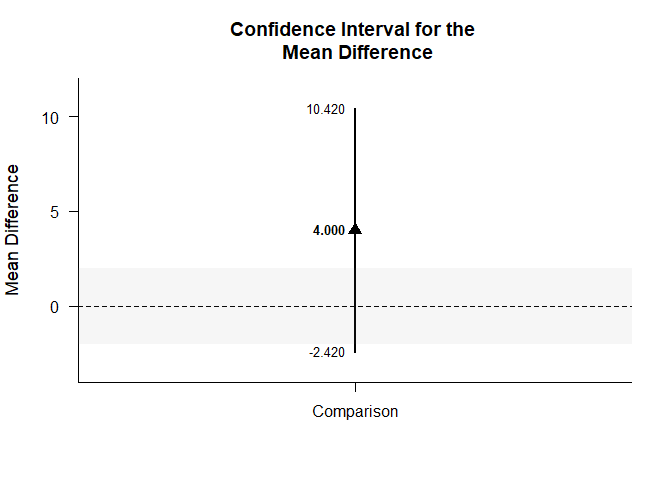 Confidence Interval for the
Mean Difference
Mean Difference
10
5
0
10.420
4.000
-2.420
Comparison